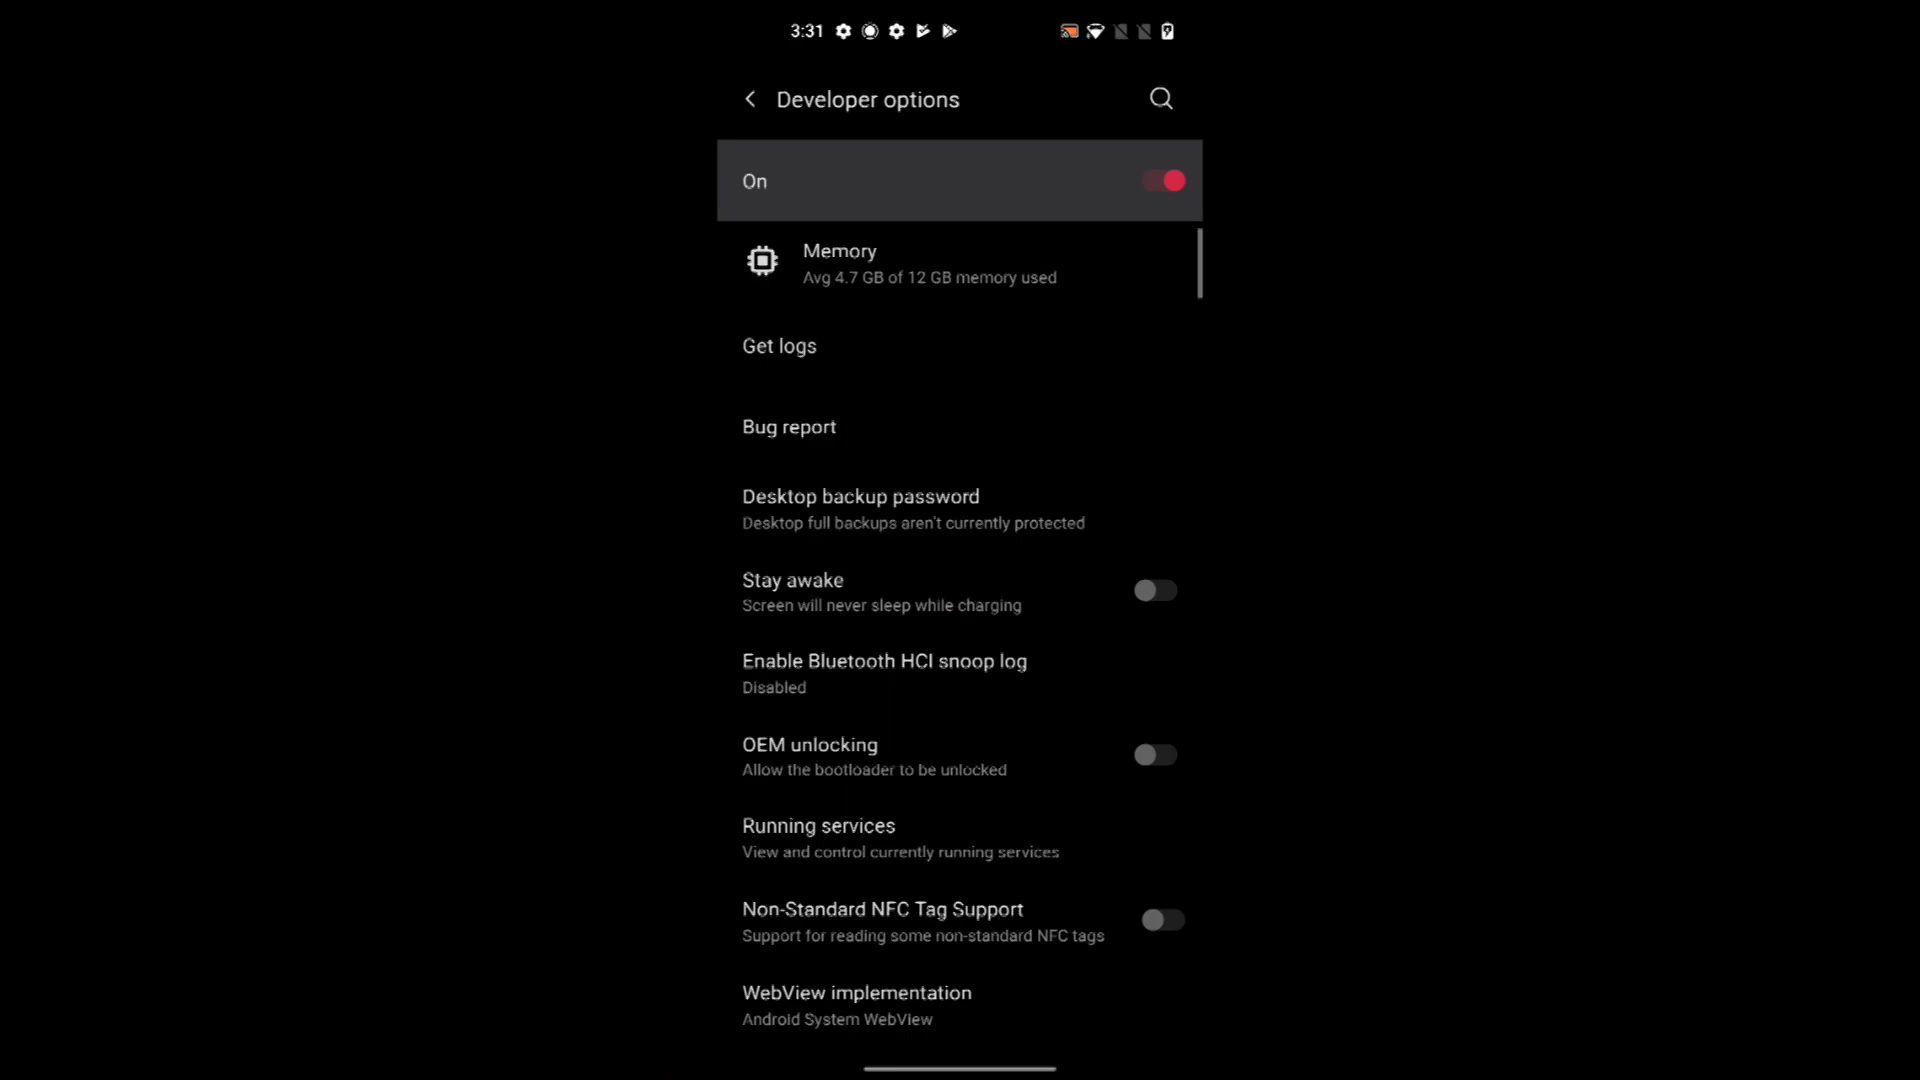 3:31
Developer options
On
Memory
Avg 4.7 GB of 12 GB memory used
Get logs
Bug report
Desktop backup password
Desktop full backups aren't currently protected
Stay awake
Screen will never sleep while charging
Enable Bluetooth HCI snoop log
Disabled
OEM unlocking
Allow the bootloader to be unlocked
Running services
View and control currently running services
Non-Standard NFC Tag Support
Support for reading some non-standard NFC tags
WebView implementation
Android System WebView